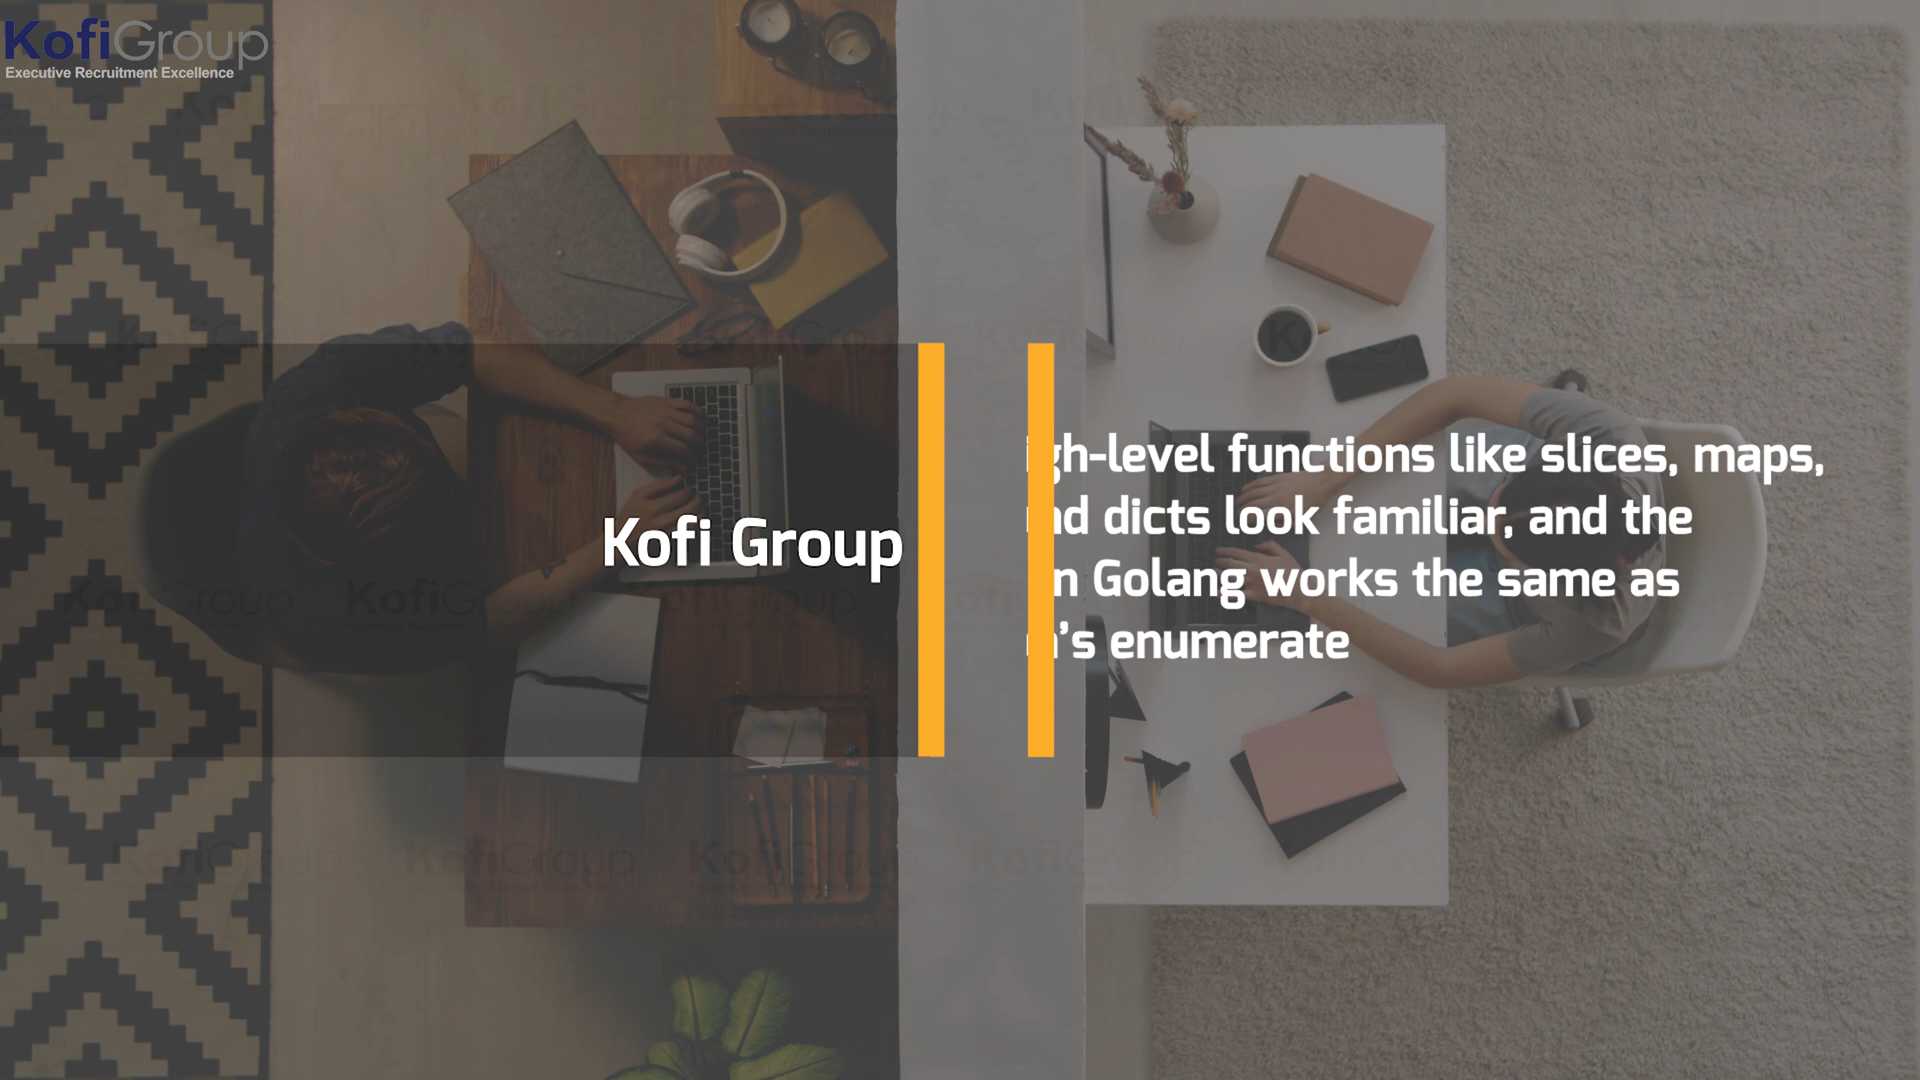 KofiGroup
Executive Recruitment Excellence
Kofi Group
igh-level functions like slices, maps,
nd dicts look familiar, and the
n Golang works the same as
’s enumerate